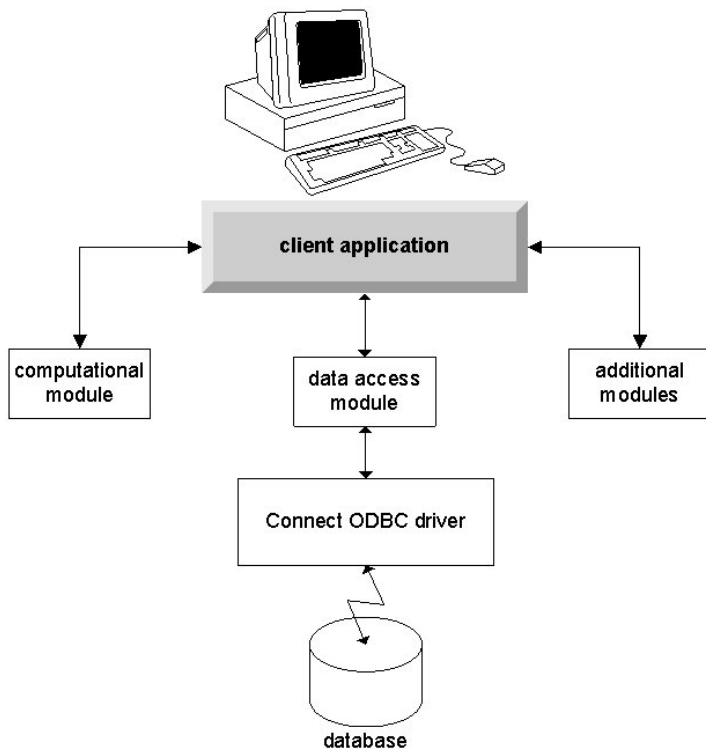 client application
computational
module
data access
module
additional
modules
Connect ODBC driver
database